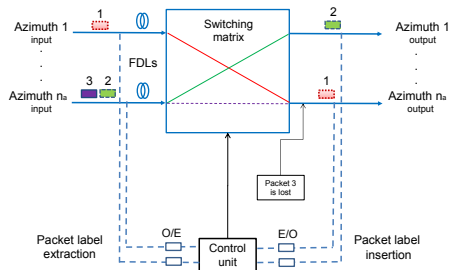 1
Azimuth 1
input
.
.
.
FDLs
3 2
Azimuth na
input
Switching
matrix
2
Azimuth 1
output
.
.
.
1
Azimuth na
output
Packet 3
is lost
O/E
E/O
Packet label
extraction
Control
unit
Packet label
insertion